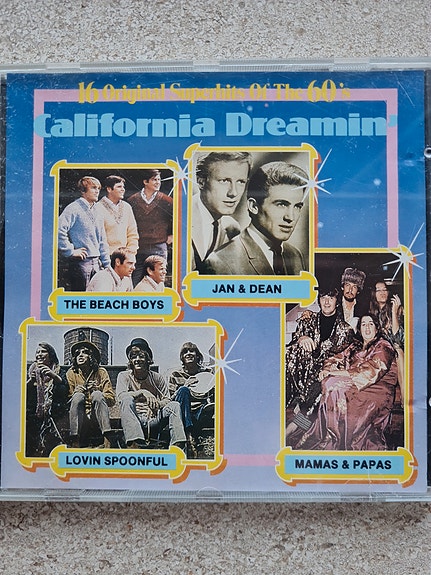 16 Original Superhits Of The 60's
California Dreamin'
THE BEACH BOYS
JAN & DEAN
LOVIN SPOONFUL
MAMAS & PAPAS